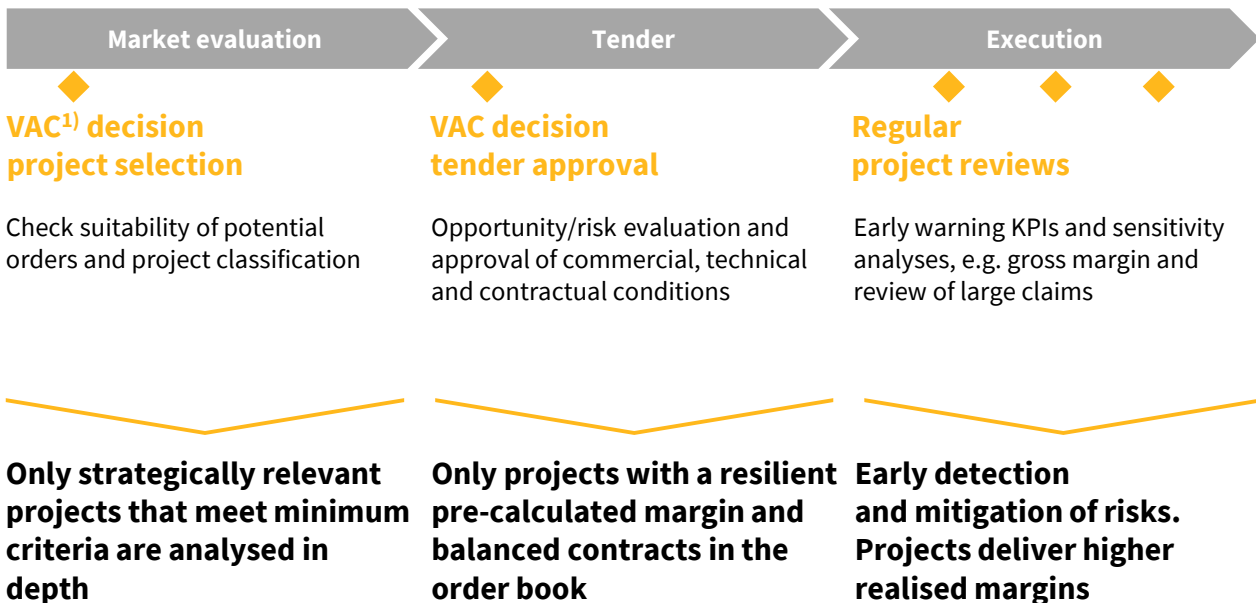 Market evaluation
Tender
Execution
VAC1) decision
project selection
Check suitability of potential
orders and project classification
Only strategically relevant
projects that meet minimum
criteria are analysed in
depth
VAC decision
tender approval
Opportunity/risk evaluation and
approval of commercial, technical
and contractual conditions
Only projects with a resilient
pre-calculated margin and
balanced contracts in the
order book
Regular
project reviews
Early warning KPIs and sensitivity
analyses, e.g. gross margin and
review of large claims
Early detection
and mitigation of risks.
Projects deliver higher
realised margins